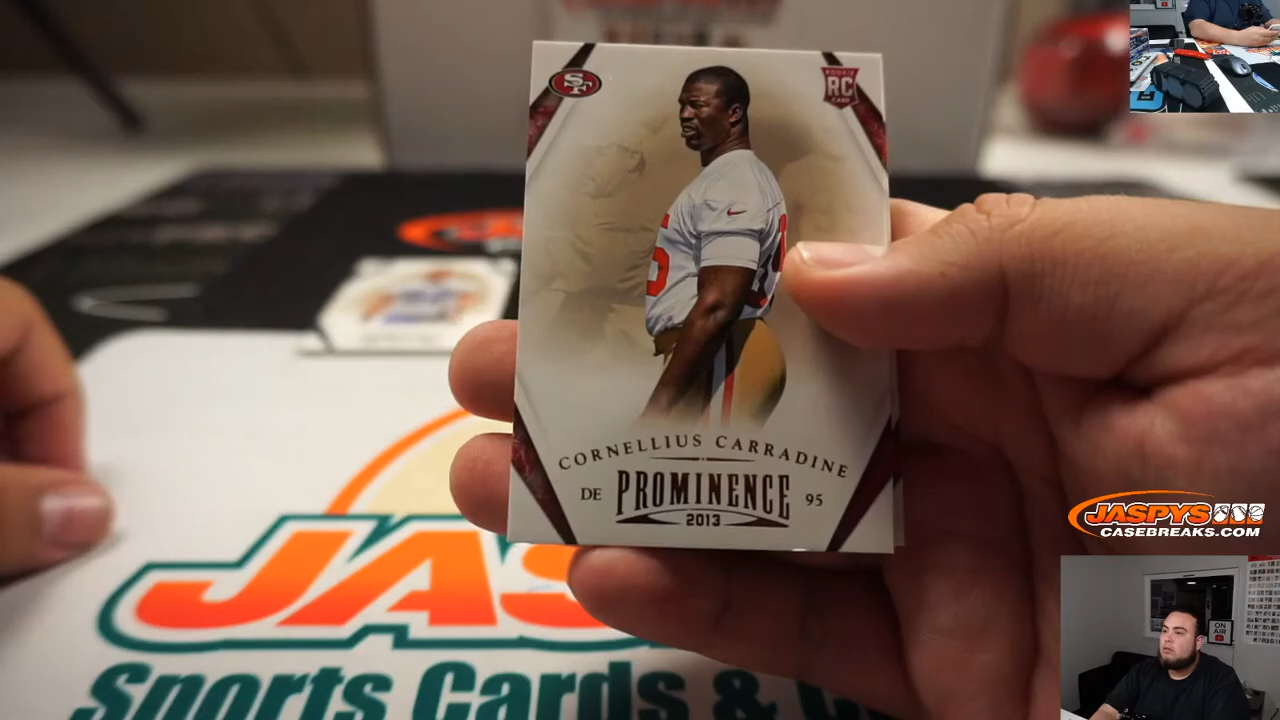 SF
ROOKIE
RC
CARD
CORNELLIUS CARRADINE
DE PROMINENCE 95
2013
JASPYS
CASEBREAKS.COM
JAS
Sports Cards &
ON
AIR